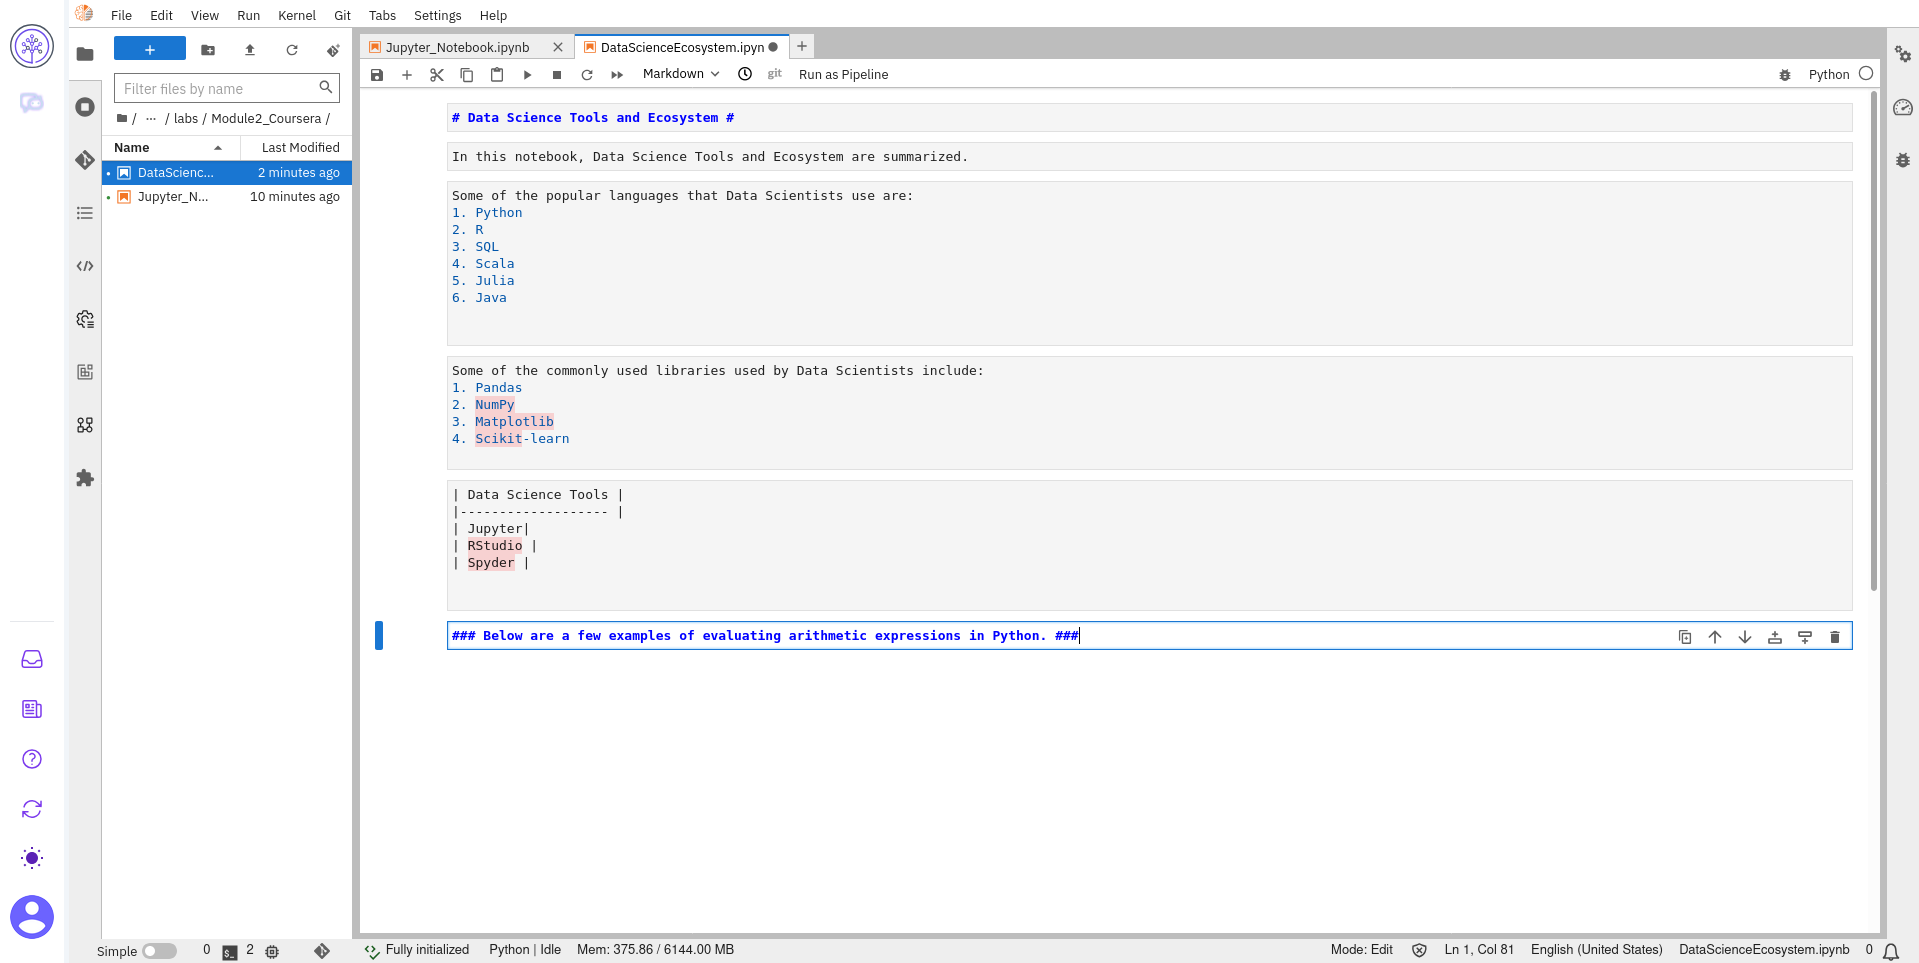 File Edit View Run Kernel Git Tabs Settings Help
Jupyter_Notebook.ipynb
DataScienceEcosystem.ipyn
Markdown
git
Run as Pipeline
Python
Filter files by name
/ ... / labs / Module2_Coursera /
Name Last Modified
DataScienc... 2 minutes ago
Jupyter_N... 10 minutes ago
# Data Science Tools and Ecosystem #
In this notebook, Data Science Tools and Ecosystem are summarized.
Some of the popular languages that Data Scientists use are:
1. Python
2. R
3. SQL
4. Scala
5. Julia
6. Java
Some of the commonly used libraries used by Data Scientists include:
1. Pandas
2. NumPy
3. Matplotlib
4. Scikit-learn
| Data Science Tools |
|------------------- |
| Jupyter|
| RStudio |
| Spyder |
### Below are a few examples of evaluating arithmetic expressions in Python. ###
Simple 0 $_ 2 Fully initialized Python | Idle Mem: 375.86 / 6144.00 MB Mode: Edit Ln 1, Col 81 English (United States) DataScienceEcosystem.ipynb 0